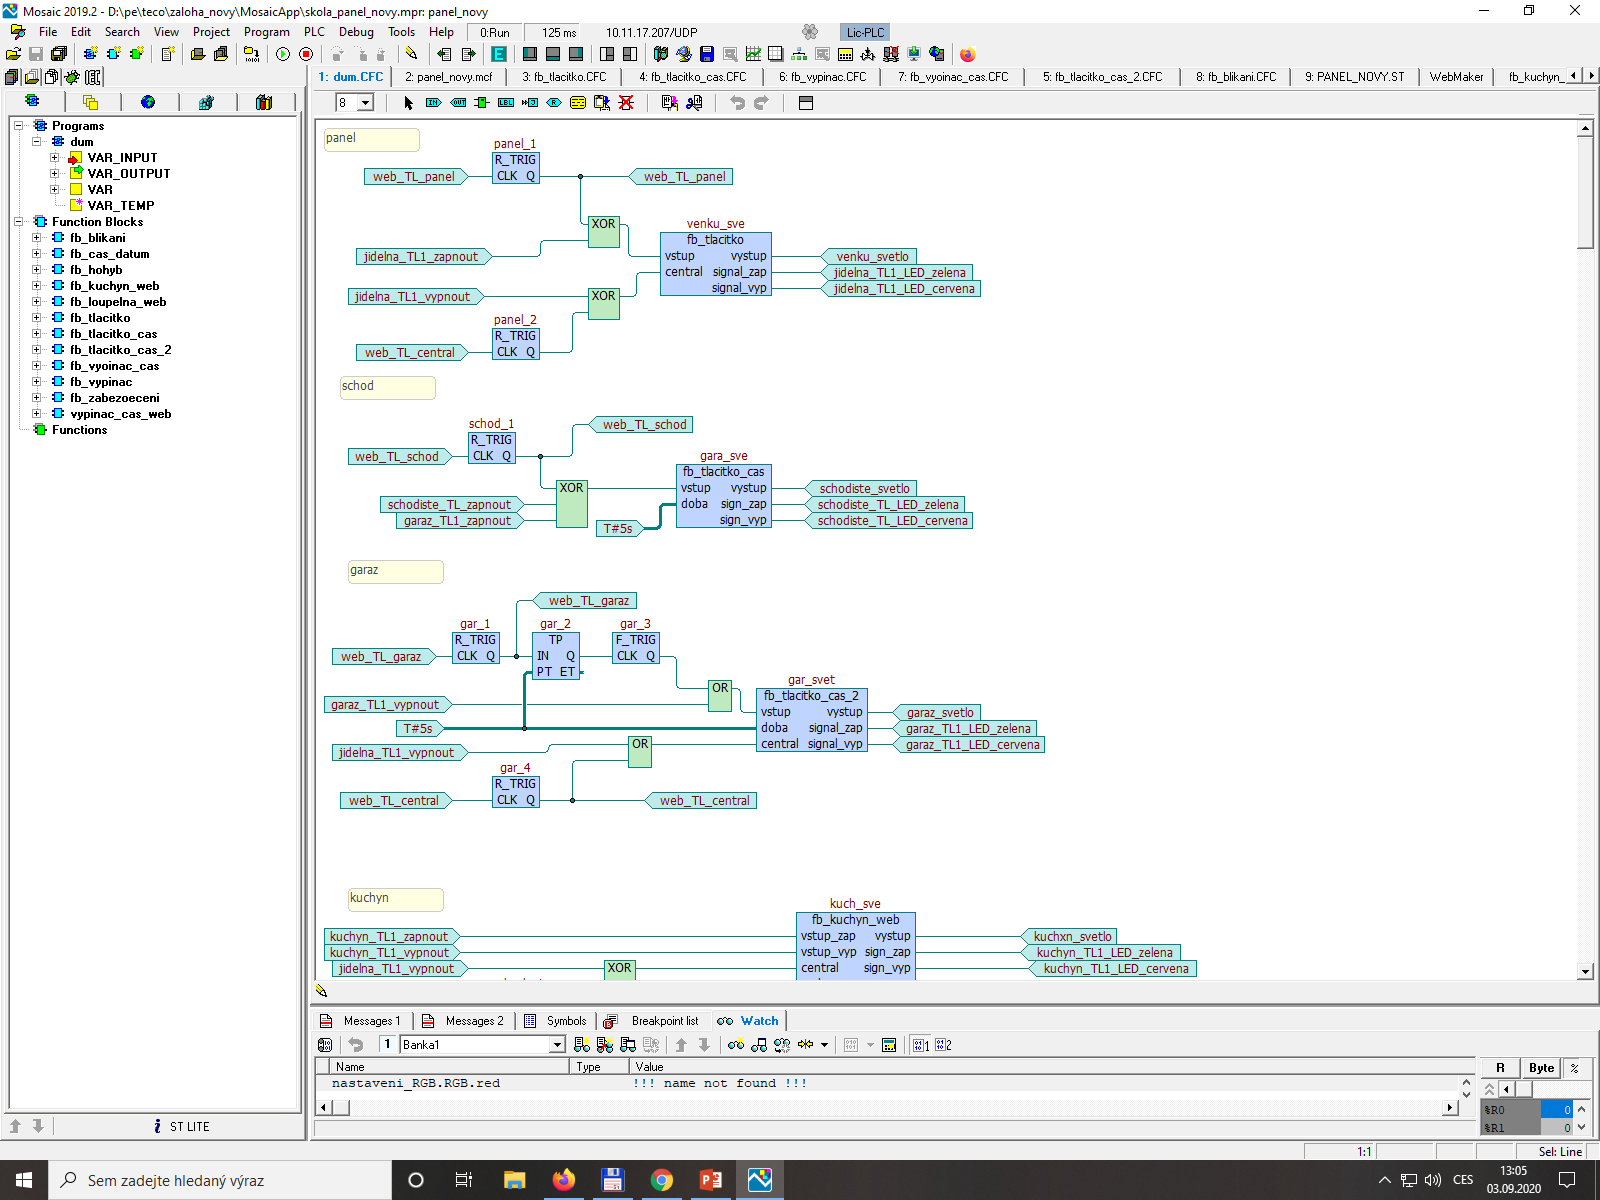 Mosaic 2019.2 - D:\pe\teco\zaloha_novy\MosaicApp\skola_panel_novy.mpr: panel_novy
File Edit Search View Project Program PLC Debug Tools Help 0:Run 125 ms 10.11.17.207/UDP Lic-PLC
1: dum.CFC 2: panel_novy.mcf 3: fb_tlacitko.CFC 4: fb_tlacitko_cas.CFC 6: fb_vypinac.CFC 7: fb_vyoinac_cas.CFC 5: fb_tlacitko_cas_2.CFC 8: fb_blikani.CFC 9: PANEL_NOVY.ST WebMaker fb_kuchyn_
8
Programs
dum
VAR_INPUT
VAR_OUTPUT
VAR
VAR_TEMP
Function Blocks
fb_blikani
fb_cas_datum
fb_hohyb
fb_kuchyn_web
fb_loupelna_web
fb_tlacitko
fb_tlacitko_cas
fb_tlacitko_cas_2
fb_vyoinac_cas
fb_vypinac
fb_zabezoeceni
vypinac_cas_web
Functions
ST LITE
panel
panel_1
R_TRIG
web_TL_panel CLK Q web_TL_panel
XOR venku_sve
fb_tlacitko
jidelna_TL1_zapnout vstup vystup venku_svetlo
central signal_zap jidelna_TL1_LED_zelena
signal_vyp jidelna_TL1_LED_cervena
jidelna_TL1_vypnout XOR
panel_2
R_TRIG
web_TL_central CLK Q
schod
schod_1 web_TL_schod
R_TRIG
web_TL_schod CLK Q gara_sve
fb_tlacitko_cas
XOR vstup vystup schodiste_svetlo
schodiste_TL_zapnout doba sign_zap schodiste_TL_LED_zelena
garaz_TL1_zapnout sign_vyp schodiste_TL_LED_cervena
T#5s
garaz
web_TL_garaz
gar_1 gar_2 gar_3
R_TRIG TP F_TRIG
web_TL_garaz CLK Q IN Q CLK Q
PT ET gar_svet
OR fb_tlacitko_cas_2
garaz_TL1_vypnout vstup vystup garaz_svetlo
T#5s doba signal_zap garaz_TL1_LED_zelena
OR central signal_vyp garaz_TL1_LED_cervena
jidelna_TL1_vypnout
gar_4
R_TRIG
web_TL_central CLK Q web_TL_central
kuchyn
kuch_sve
fb_kuchyn_web
kuchyn_TL1_zapnout vstup_zap vystup kuchxn_svetlo
kuchyn_TL1_vypnout vstup_vyp sign_zap kuchyn_TL1_LED_zelena
jidelna_TL1_vypnout XOR central sign_vyp kuchyn_TL1_LED_cervena
Messages 1 Messages 2 Symbols Breakpoint list Watch
1 Banka1 1 2
Name Type Value
nastaveni_RGB.RGB.red !!! name not found !!!
R Byte %
%R0 0
%R1 0
1:1 Sel: Line
Sem zadejte hledaný výraz
CES
13:05
03.09.2020